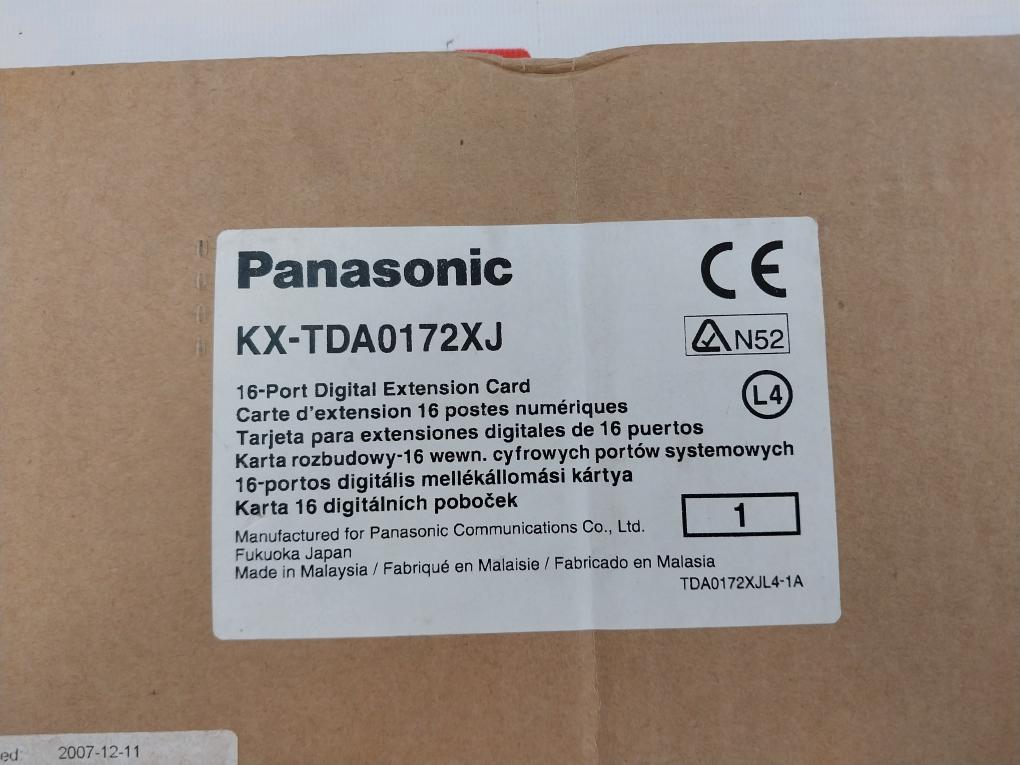 Panasonic
CE
KX-TDA0172XJ
N52
16-Port Digital Extension Card
L4
Carte d'extension 16 postes numériques
Tarjeta para extensiones digitales de 16 puertos
Karta rozbudowy-16 wewn. cyfrowych portów systemowych
16-portos digitális mellékállomási kártya
Karta 16 digitálních poboček
1
Manufactured for Panasonic Communications Co., Ltd.
Fukuoka Japan
Made in Malaysia / Fabriqué en Malaisie / Fabricado en Malasia
TDA0172XJL4-1A
ed: 2007-12-11